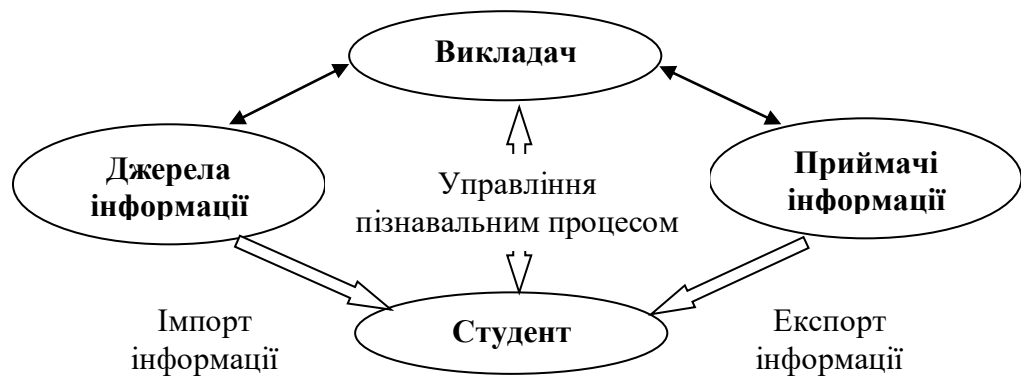 Викладач
Джерела
інформації
Управління
пізнавальним процесом
Приймачі
інформації
Імпорт
інформації
Студент
Експорт
інформації